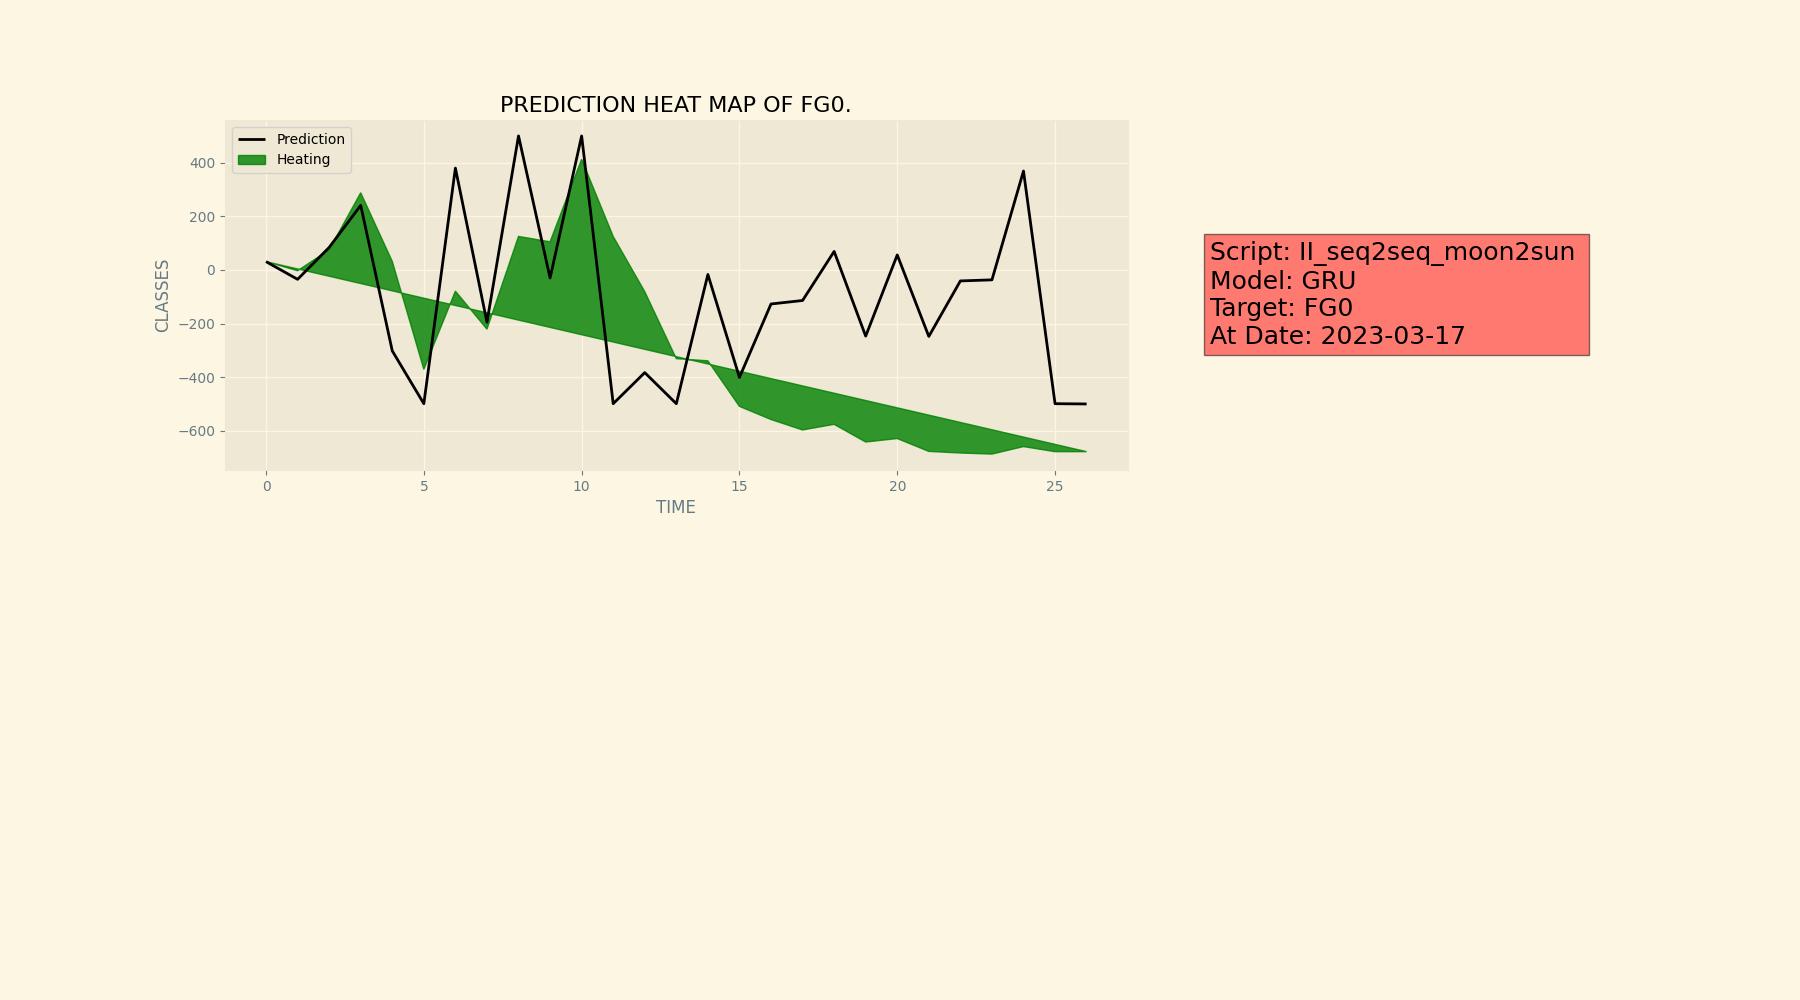 PREDICTION HEAT MAP OF FG0.
Prediction
Heating
CLASSES
400
200
0
−200
−400
−600
0 5 10 15 20 25
TIME
Script: II_seq2seq_moon2sun
Model: GRU
Target: FG0
At Date: 2023-03-17